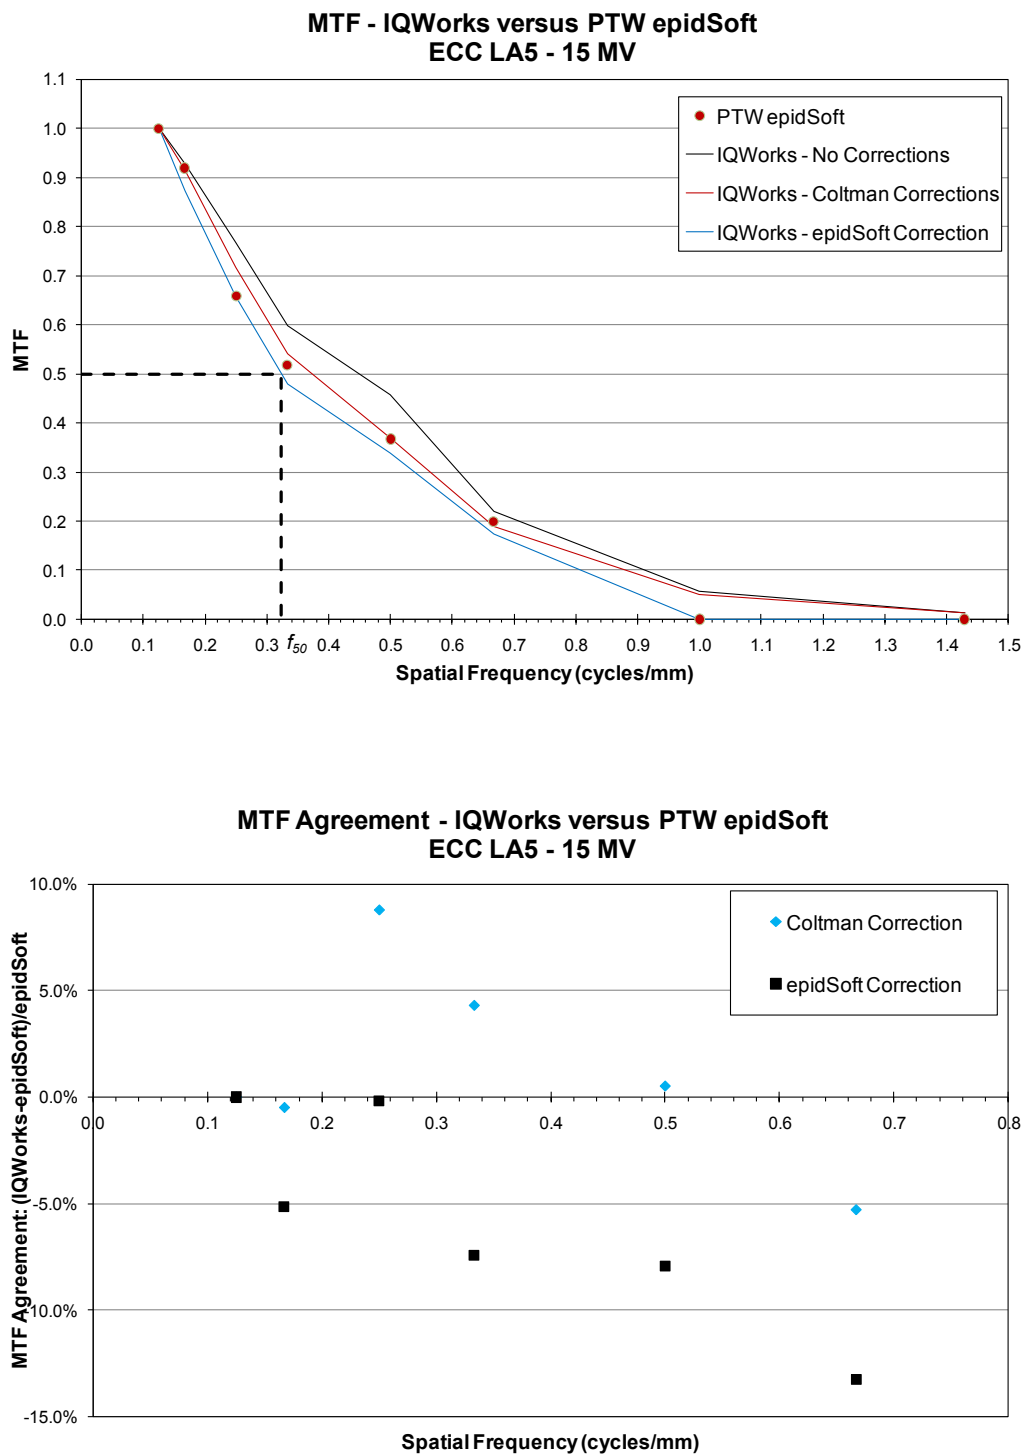 MTF - IQWorks versus PTW epidSoft
ECC LA5 - 15 MV
1.1
1.0
0.9
0.8
0.7
0.6
0.5
0.4
0.3
0.2
0.1
0.0
MTF
PTW epidSoft
IQWorks - No Corrections
IQWorks - Coltman Corrections
IQWorks - epidSoft Correction
0.0 0.1 0.2 0.3 f50 0.4 0.5 0.6 0.7 0.8 0.9 1.0 1.1 1.2 1.3 1.4 1.5
Spatial Frequency (cycles/mm)
MTF Agreement - IQWorks versus PTW epidSoft
ECC LA5 - 15 MV
10.0%
5.0%
0.0%
-5.0%
-10.0%
-15.0%
MTF Agreement: (IQWorks-epidSoft)/epidSoft
Coltman Correction
epidSoft Correction
0.0 0.1 0.2 0.3 0.4 0.5 0.6 0.7 0.8
Spatial Frequency (cycles/mm)